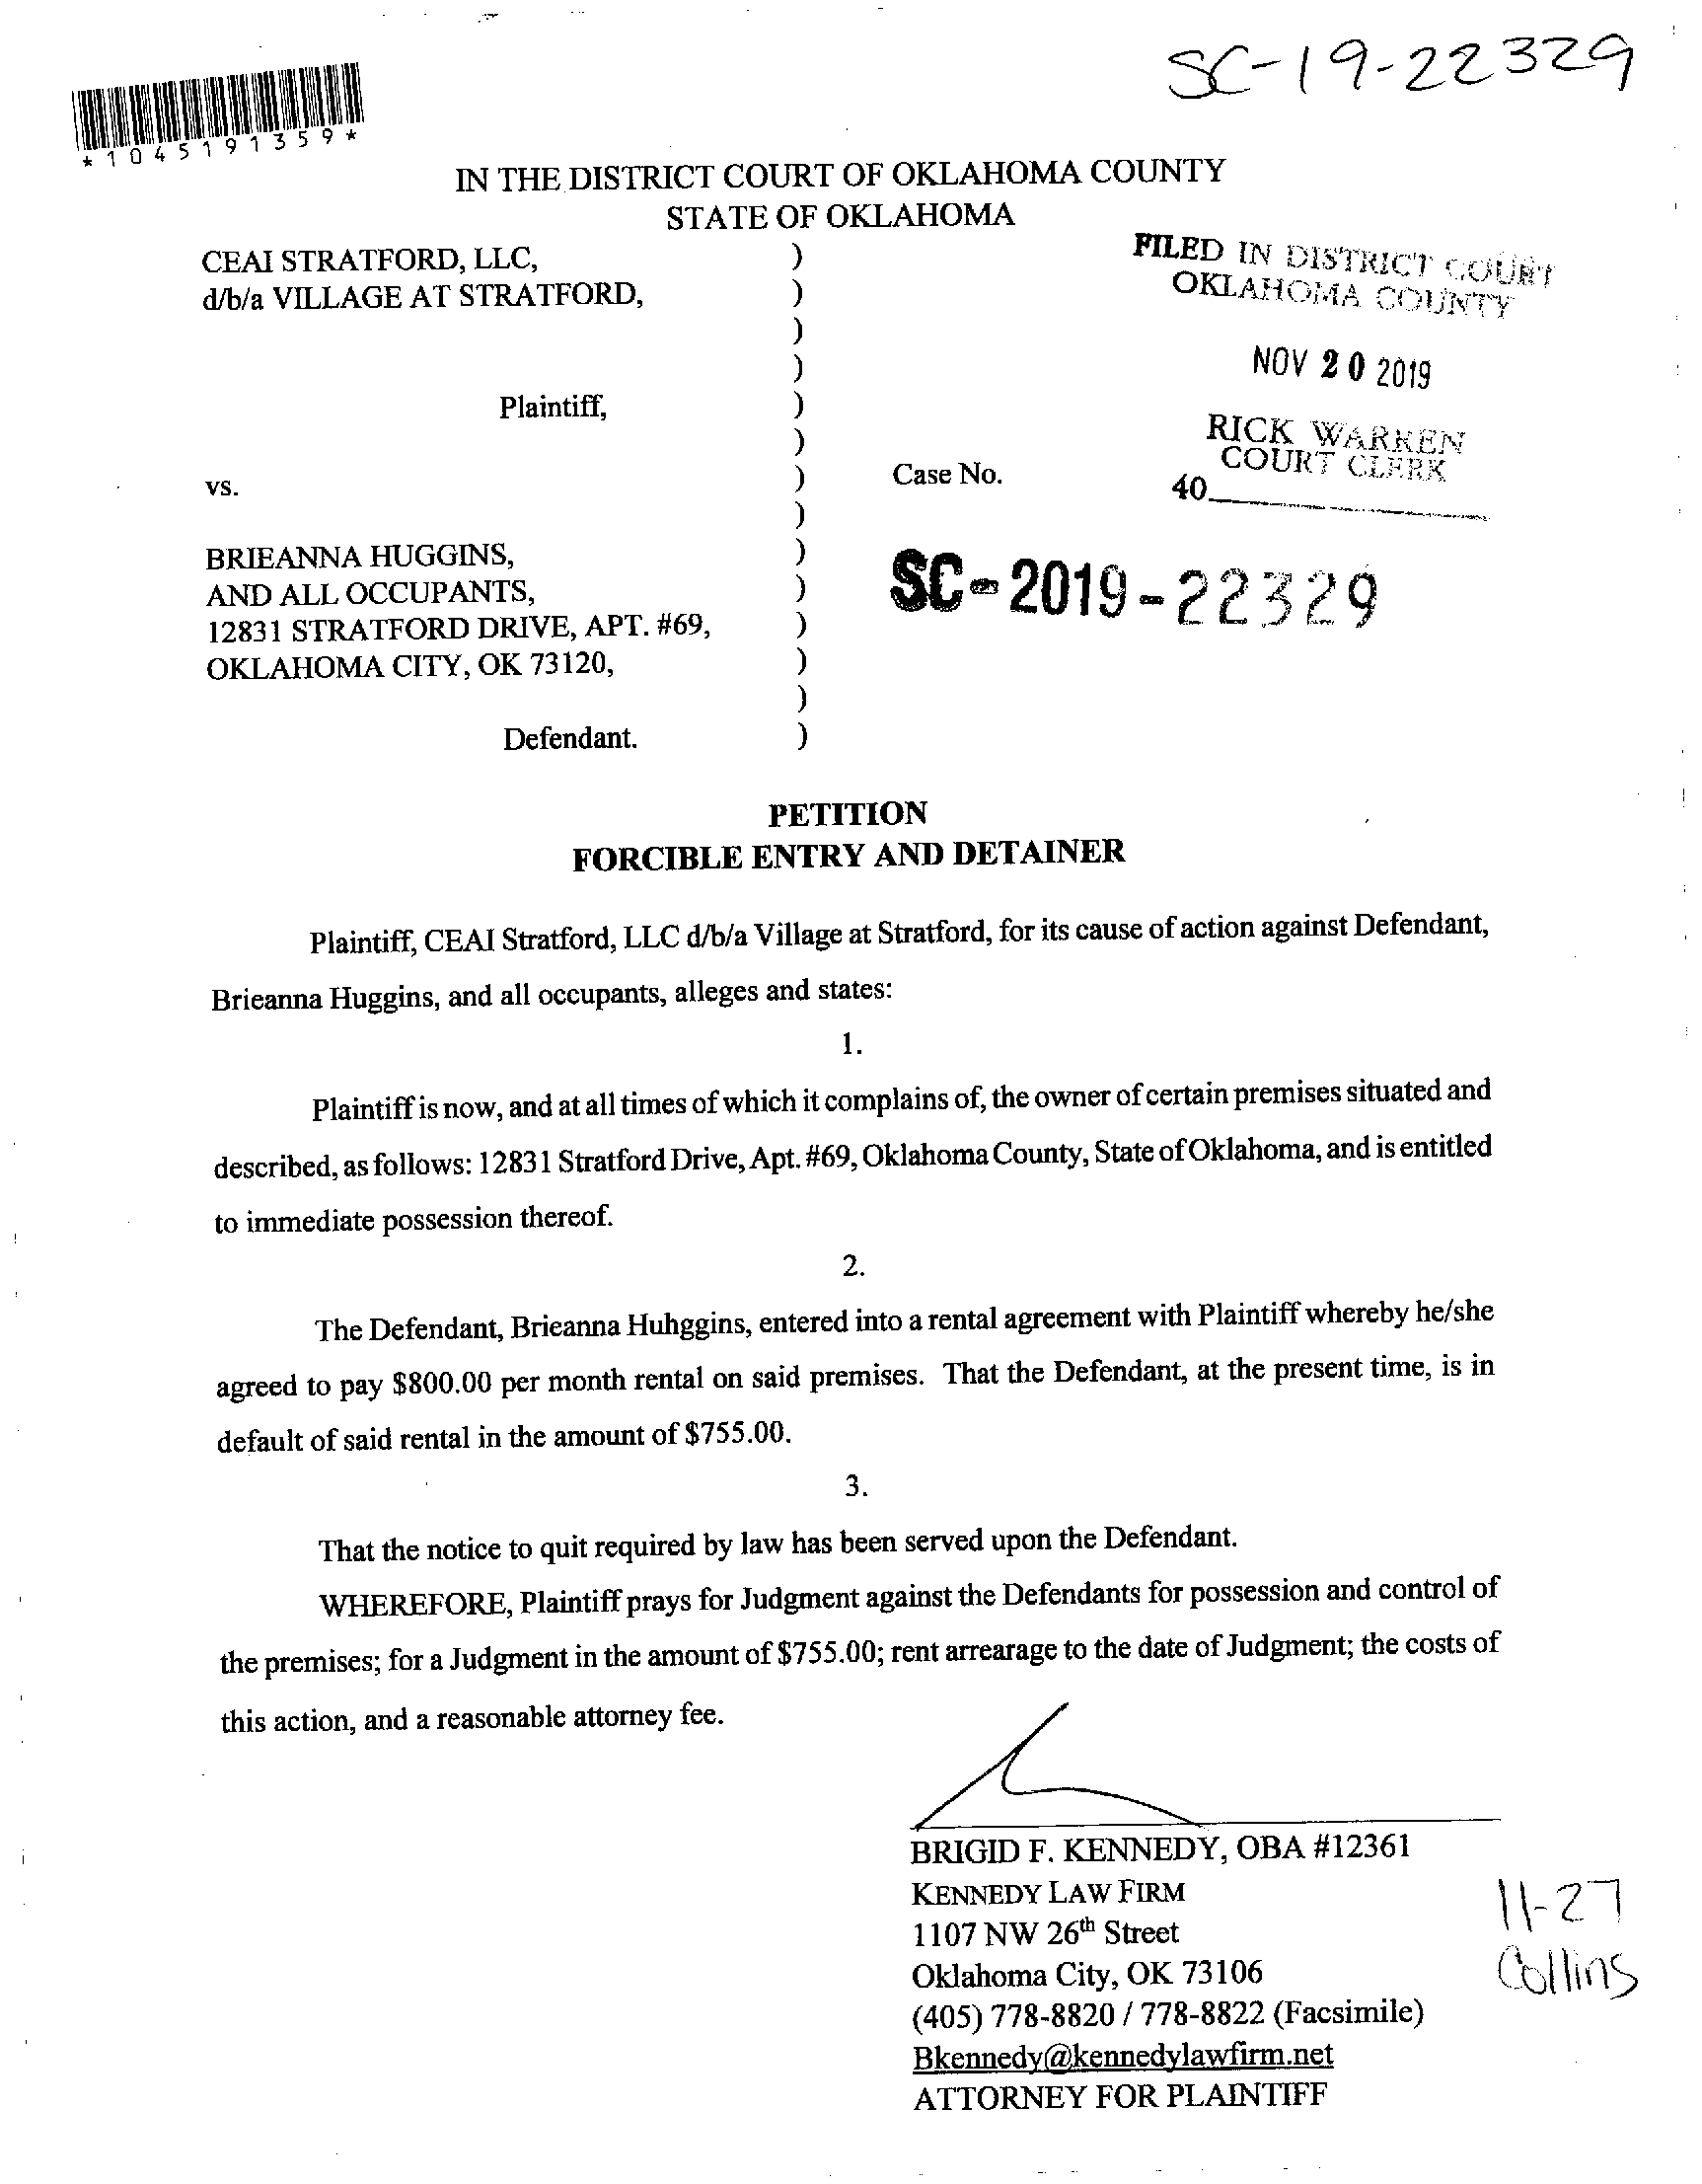 SC-19-22329
*1045191359*
IN THE DISTRICT COURT OF OKLAHOMA COUNTY
STATE OF OKLAHOMA
CEAI STRATFORD, LLC, )
d/b/a VILLAGE AT STRATFORD, )
)
)
Plaintiff, )
)
vs. ) Case No.
)
BRIEANNA HUGGINS, )
AND ALL OCCUPANTS, )
12831 STRATFORD DRIVE, APT. #69, )
OKLAHOMA CITY, OK 73120, )
)
Defendant. )
FILED IN DISTRICT COURT
OKLAHOMA COUNTY
NOV 20 2019
RICK WARREN
COURT CLERK
40
SC-2019-22329
PETITION
FORCIBLE ENTRY AND DETAINER
Plaintiff, CEAI Stratford, LLC d/b/a Village at Stratford, for its cause of action against Defendant,
Brieanna Huggins, and all occupants, alleges and states:
1.
Plaintiff is now, and at all times of which it complains of, the owner of certain premises situated and
described, as follows: 12831 Stratford Drive, Apt. #69, Oklahoma County, State of Oklahoma, and is entitled
to immediate possession thereof.
2.
The Defendant, Brieanna Huhggins, entered into a rental agreement with Plaintiff whereby he/she
agreed to pay $800.00 per month rental on said premises. That the Defendant, at the present time, is in
default of said rental in the amount of $755.00.
3.
That the notice to quit required by law has been served upon the Defendant.
WHEREFORE, Plaintiff prays for Judgment against the Defendants for possession and control of
the premises; for a Judgment in the amount of $755.00; rent arrearage to the date of Judgment; the costs of
this action, and a reasonable attorney fee.
BRIGID F. KENNEDY, OBA #12361
KENNEDY LAW FIRM
1107 NW 26th Street
Oklahoma City, OK 73106
(405) 778-8820 / 778-8822 (Facsimile)
Bkennedy@kennedylawfirm.net
ATTORNEY FOR PLAINTIFF
11-27
Collins